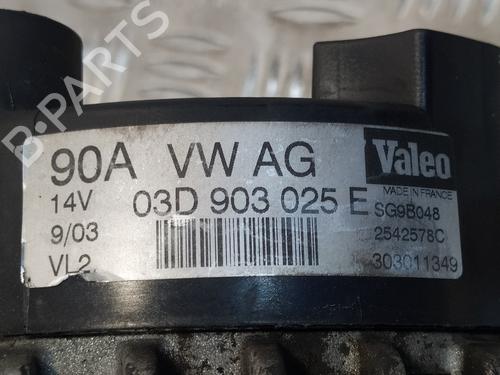 B-PARTS
90A VW AG
Valeo
14V 03D 903 025 E
MADE IN FRANCE
SG9B048
9/03
2542578C
VL2
303011349